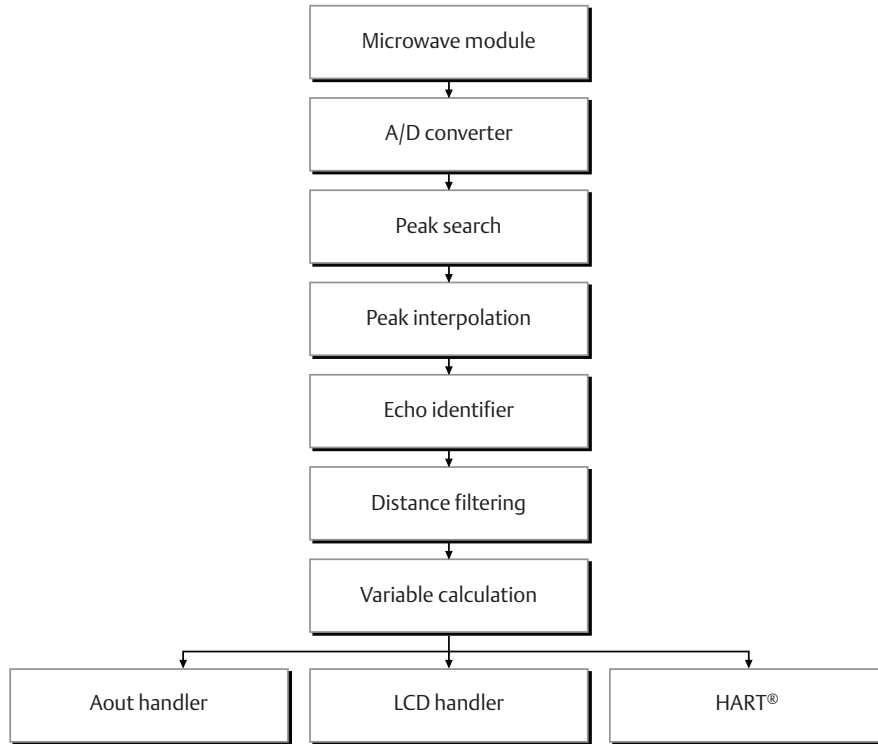 Microwave module
A/D converter
Peak search
Peak interpolation
Echo identifier
Distance filtering
Variable calculation
Aout handler
LCD handler
HART®